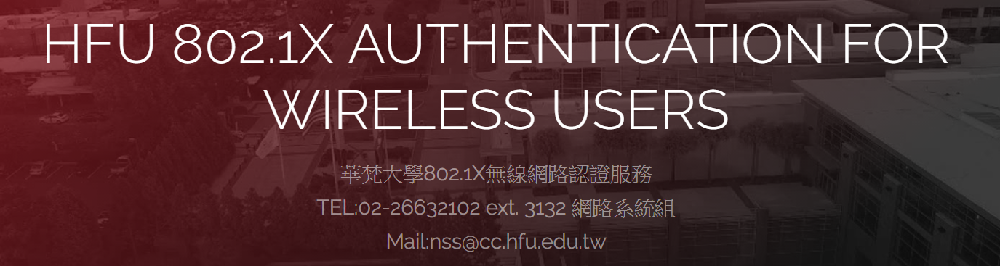 HFU 802.1X AUTHENTICATION FOR
WIRELESS USERS
華梵大學802.1X無線網路認證服務
TEL:02-26632102 ext. 3132 網路系統組
Mail:nss@cc.hfu.edu.tw